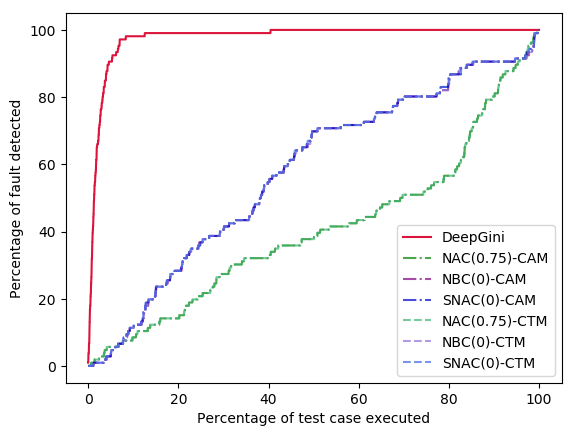 100
80
60
40
20
0
Percentage of fault detected
DeepGini
NAC(0.75)-CAM
NBC(0)-CAM
SNAC(0)-CAM
NAC(0.75)-CTM
NBC(0)-CTM
SNAC(0)-CTM
0 20 40 60 80 100
Percentage of test case executed